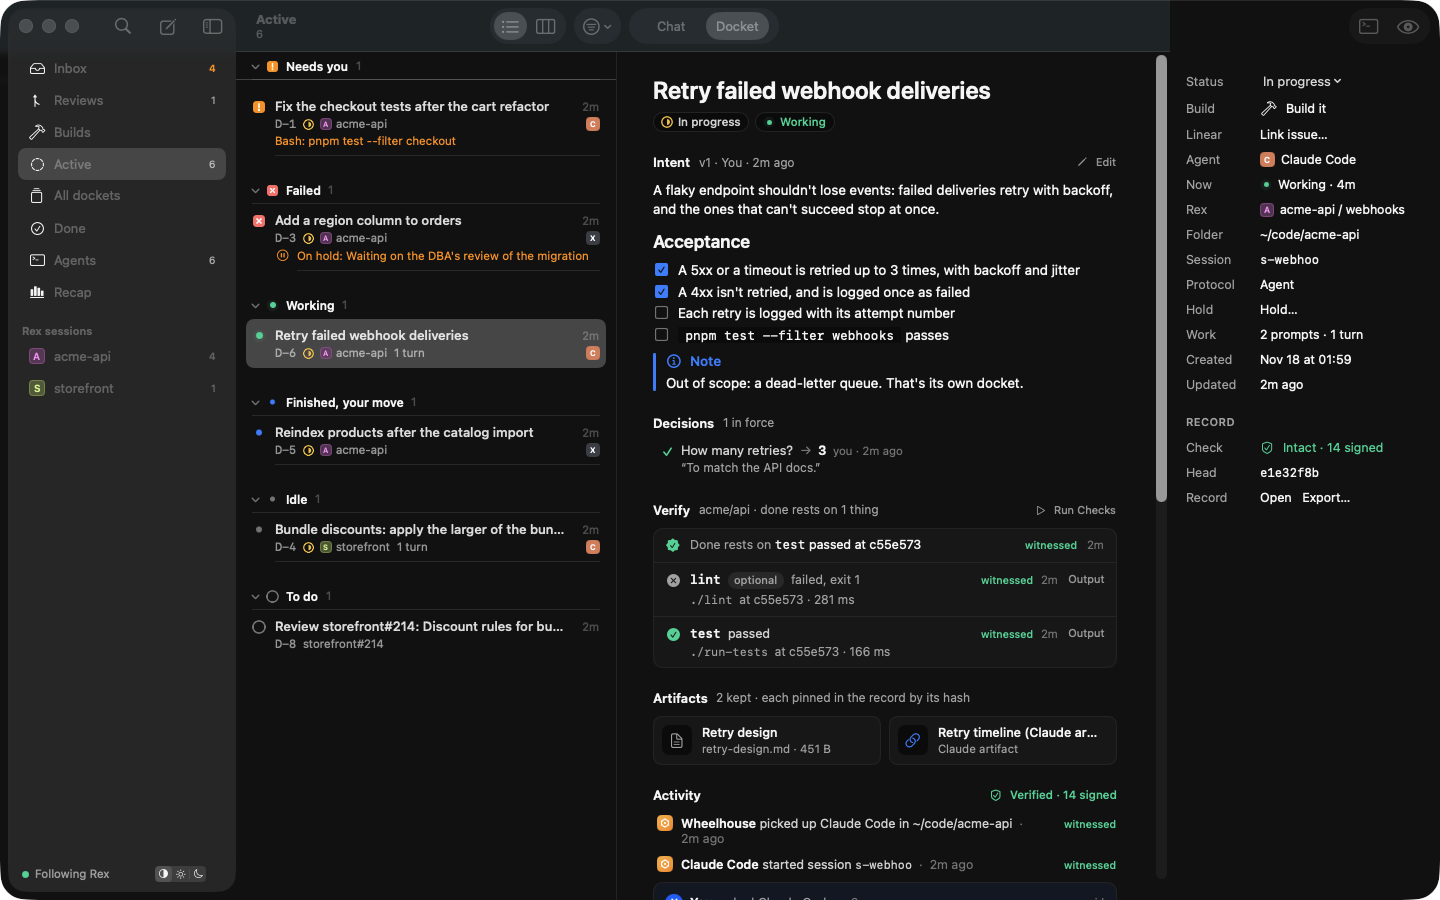 Inbox 4
Reviews 1
Builds
Active 6
All dockets
Done
Agents 6
Recap
Rex sessions
A acme-api 4
S storefront 1
Following Rex
Active
6
Chat Docket
Needs you 1
Fix the checkout tests after the cart refactor 2m
D–1 A acme-api C
Bash: pnpm test --filter checkout
Failed 1
Add a region column to orders 2m
D–3 A acme-api X
On hold: Waiting on the DBA's review of the migration
Working 1
Retry failed webhook deliveries 2m
D–6 A acme-api 1 turn C
Finished, your move 1
Reindex products after the catalog import 2m
D–5 A acme-api X
Idle 1
Bundle discounts: apply the larger of the bun... 2m
D–4 S storefront 1 turn C
To do 1
Review storefront#214: Discount rules for bu... 2m
D–8 storefront#214
Retry failed webhook deliveries
In progress Working
Intent v1 · You · 2m ago Edit
A flaky endpoint shouldn't lose events: failed deliveries retry with backoff,
and the ones that can't succeed stop at once.
Acceptance
A 5xx or a timeout is retried up to 3 times, with backoff and jitter
A 4xx isn't retried, and is logged once as failed
Each retry is logged with its attempt number
pnpm test --filter webhooks passes
Note
Out of scope: a dead-letter queue. That's its own docket.
Decisions 1 in force
How many retries? → 3 you · 2m ago
“To match the API docs.”
Verify acme/api · done rests on 1 thing Run Checks
Done rests on test passed at c55e573 witnessed 2m
lint optional failed, exit 1 witnessed 2m Output
./lint at c55e573 · 281 ms
test passed witnessed 2m Output
./run-tests at c55e573 · 166 ms
Artifacts 2 kept · each pinned in the record by its hash
Retry design
retry-design.md · 451 B
Retry timeline (Claude ar...
Claude artifact
Activity Verified · 14 signed
Wheelhouse picked up Claude Code in ~/code/acme-api · witnessed
2m ago
Claude Code started session s-webhoo · 2m ago witnessed
Status In progress
Build Build it
Linear Link issue...
Agent C Claude Code
Now Working · 4m
Rex A acme-api / webhooks
Folder ~/code/acme-api
Session s-webhoo
Protocol Agent
Hold Hold...
Work 2 prompts · 1 turn
Created Nov 18 at 01:59
Updated 2m ago
RECORD
Check Intact · 14 signed
Head e1e32f8b
Record Open Export...